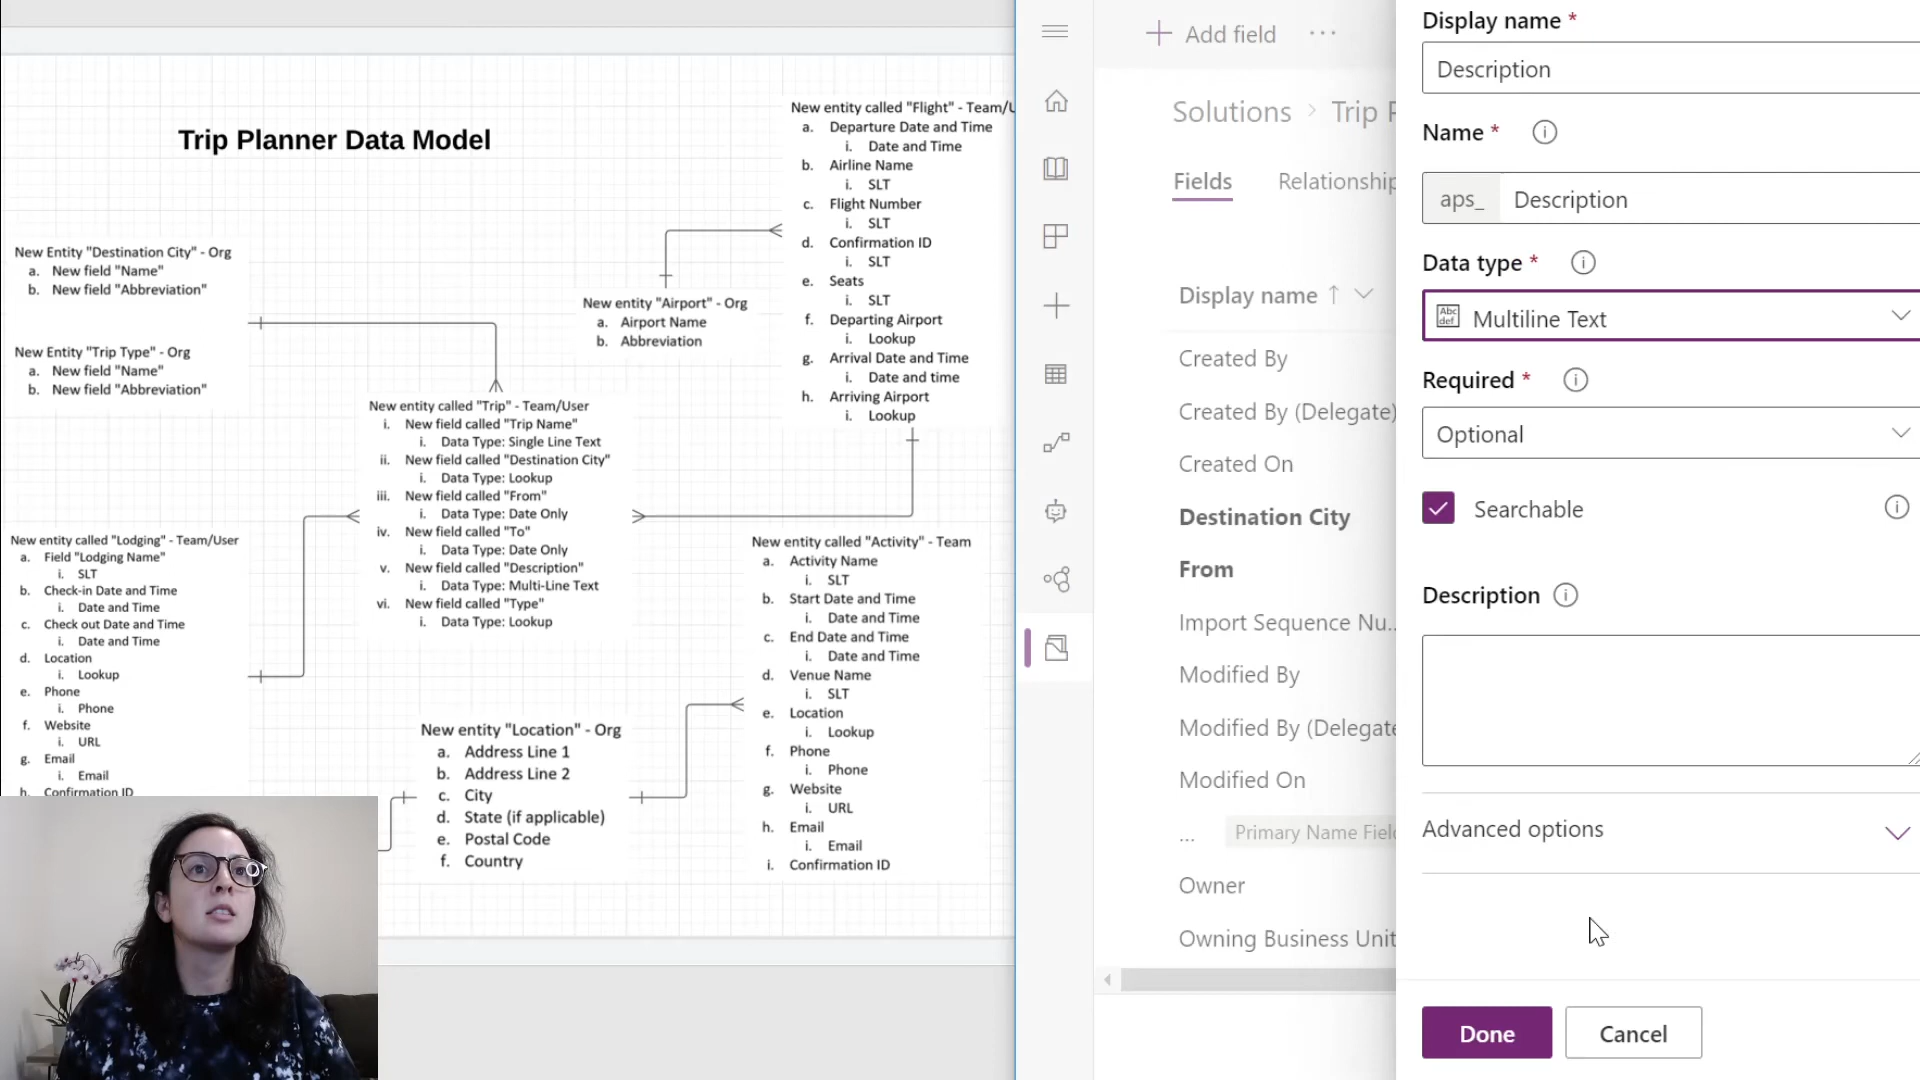 Trip Planner Data Model
New Entity "Destination City" - Org
a. New field "Name"
b. New field "Abbreviation"
New Entity "Trip Type" - Org
a. New field "Name"
b. New field "Abbreviation"
New entity called "Lodging" - Team/User
a. Field "Lodging Name"
i. SLT
b. Check-in Date and Time
i. Date and Time
c. Check out Date and Time
i. Date and Time
d. Location
i. Lookup
e. Phone
i. Phone
f. Website
i. URL
g. Email
i. Email
h. Confirmation ID
New entity called "Trip" - Team/User
i. New field called "Trip Name"
i. Data Type: Single Line Text
ii. New field called "Destination City"
i. Data Type: Lookup
iii. New field called "From"
i. Data Type: Date Only
iv. New field called "To"
i. Data Type: Date Only
v. New field called "Description"
i. Data Type: Multi-Line Text
vi. New field called "Type"
i. Data Type: Lookup
New entity "Location" - Org
a. Address Line 1
b. Address Line 2
c. City
d. State (if applicable)
e. Postal Code
f. Country
New entity "Airport" - Org
a. Airport Name
b. Abbreviation
New entity called "Flight" - Team/U
a. Departure Date and Time
i. Date and Time
b. Airline Name
i. SLT
c. Flight Number
i. SLT
d. Confirmation ID
i. SLT
e. Seats
i. SLT
f. Departing Airport
i. Lookup
g. Arrival Date and Time
i. Date and time
h. Arriving Airport
i. Lookup
New entity called "Activity" - Team
a. Activity Name
i. SLT
b. Start Date and Time
i. Date and Time
c. End Date and Time
i. Date and Time
d. Venue Name
i. SLT
e. Location
i. Lookup
f. Phone
i. Phone
g. Website
i. URL
h. Email
i. Email
i. Confirmation ID
Add field ...
Solutions > Trip P
Fields Relationship
Display name
Created By
Created By (Delegate)
Created On
Destination City
From
Import Sequence Nu...
Modified By
Modified By (Delegate
Modified On
... Primary Name Field
Owner
Owning Business Unit
Display name *
Description
Name *
aps_ Description
Data type *
Abc def Multiline Text
Required *
Optional
Searchable
Description
Advanced options
Done Cancel